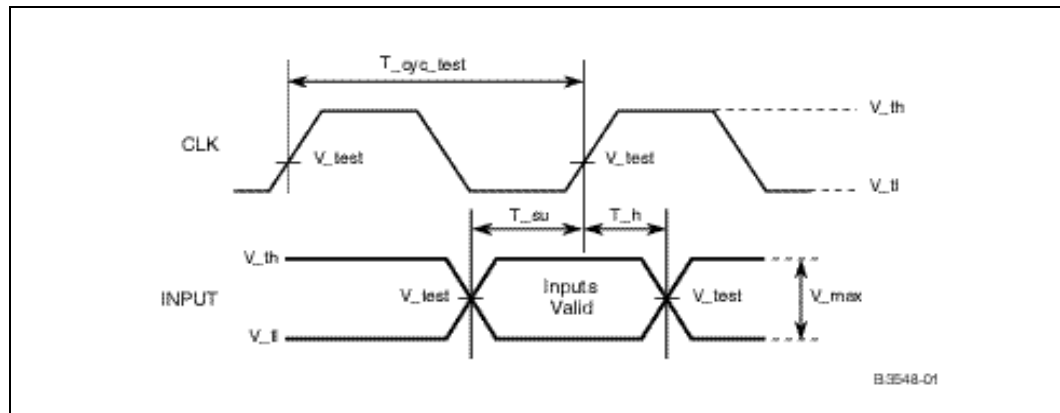 T_cyc_test
V_th
CLK
V_test
V_test
V_tl
T_su
T_h
V_th
INPUT
V_test
Inputs
Valid
V_test
V_max
V_tl
B3548-01